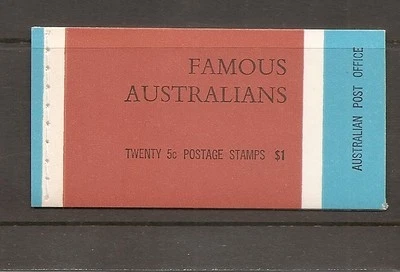 FAMOUS
AUSTRALIANS
TWENTY 5c POSTAGE STAMPS $1
AUSTRALIAN POST OFFICE